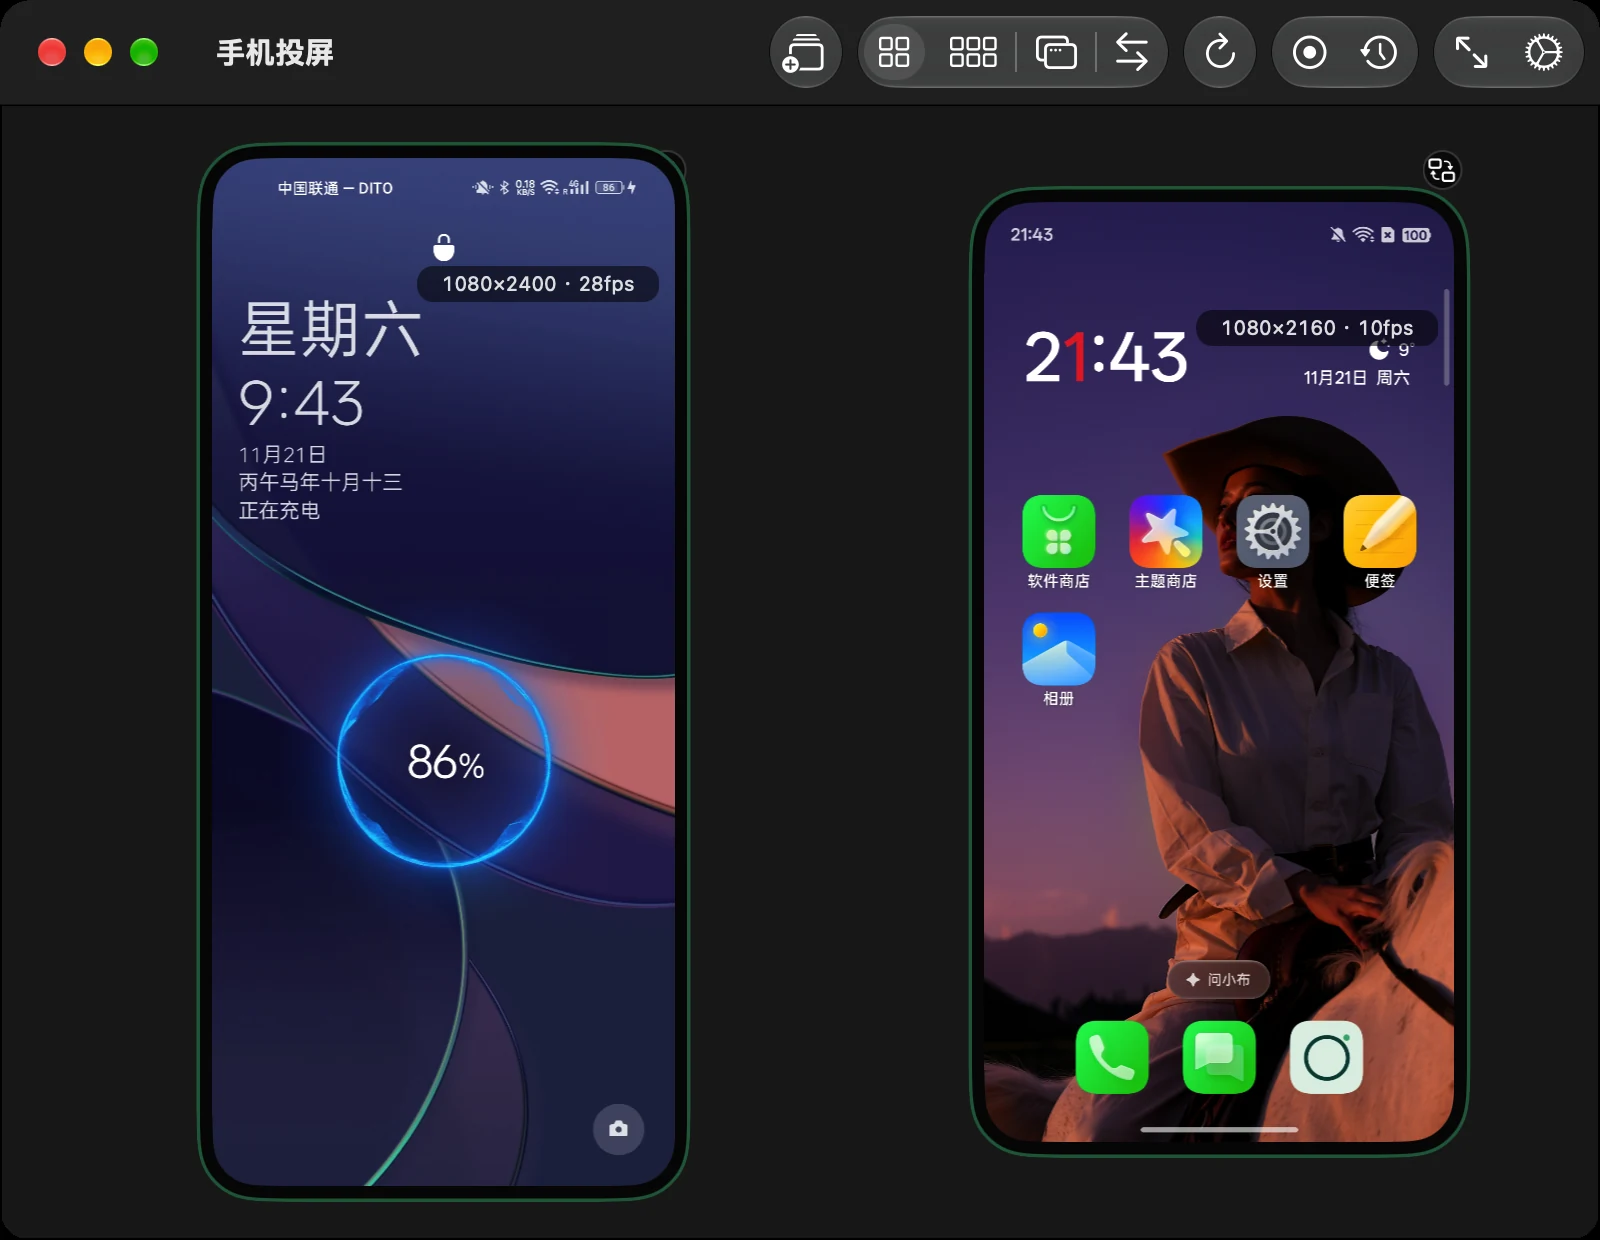 手机投屏
中国联通 — DITO
0.18 KB/S
4G
R
86
1080×2400 · 28fps
星期六
9:43
11月21日
丙午马年十月十三
正在充电
86%
21:43
100
1080×2160 · 10fps
21:43
9°
11月21日 周六
软件商店
主题商店
设置
便签
相册
问小布